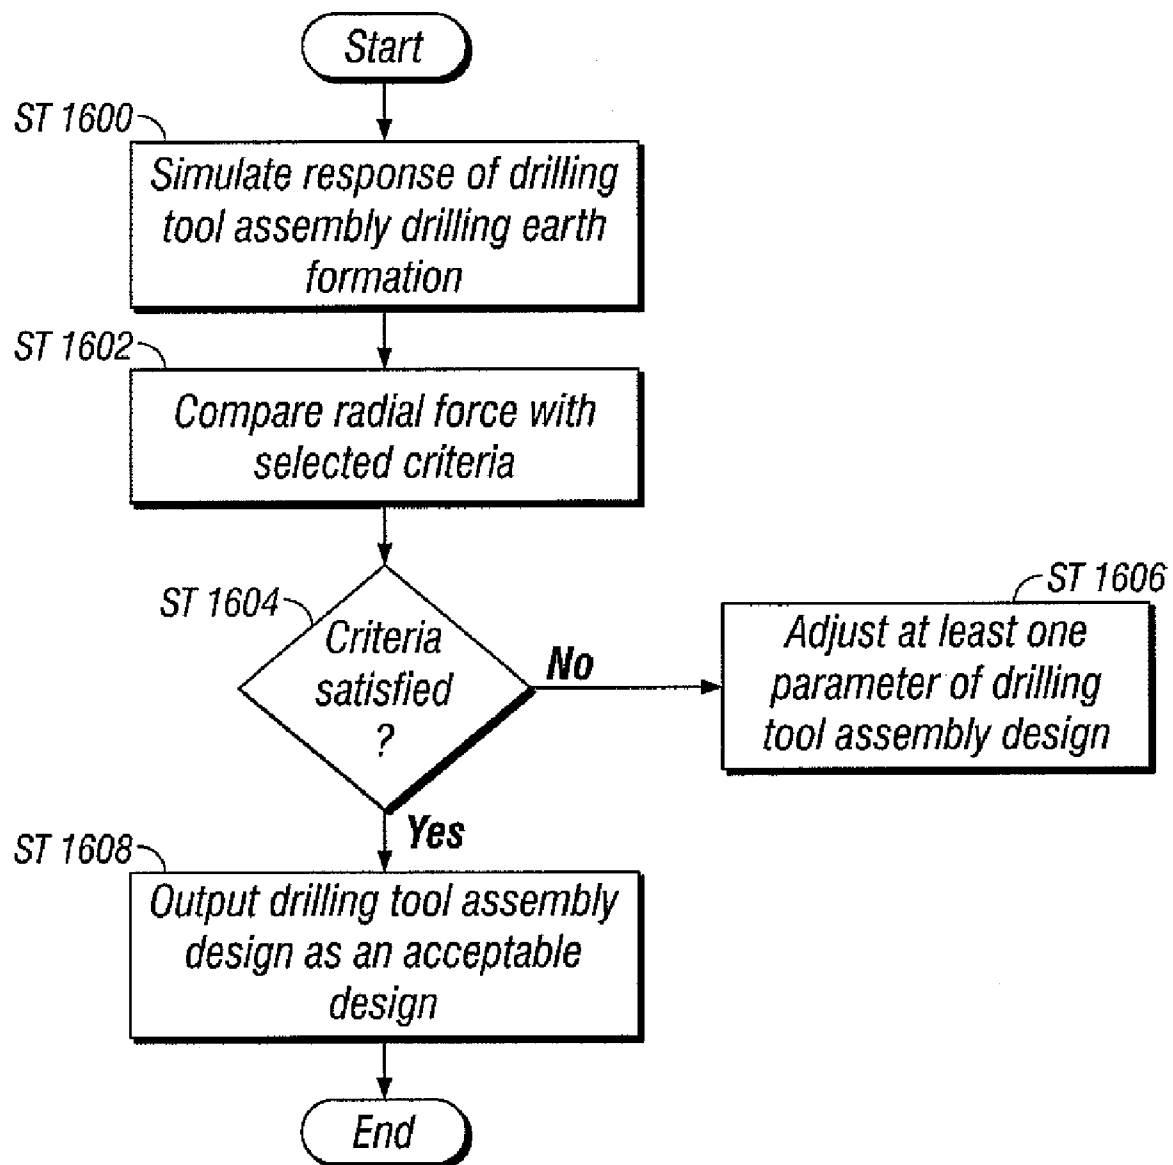 Start
ST 1600
Simulate response of drilling
tool assembly drilling earth
formation
ST 1602
Compare radial force with
selected criteria
ST 1604
Criteria
satisfied
?
No
ST 1606
Adjust at least one
parameter of drilling
tool assembly design
Yes
ST 1608
Output drilling tool assembly
design as an acceptable
design
End